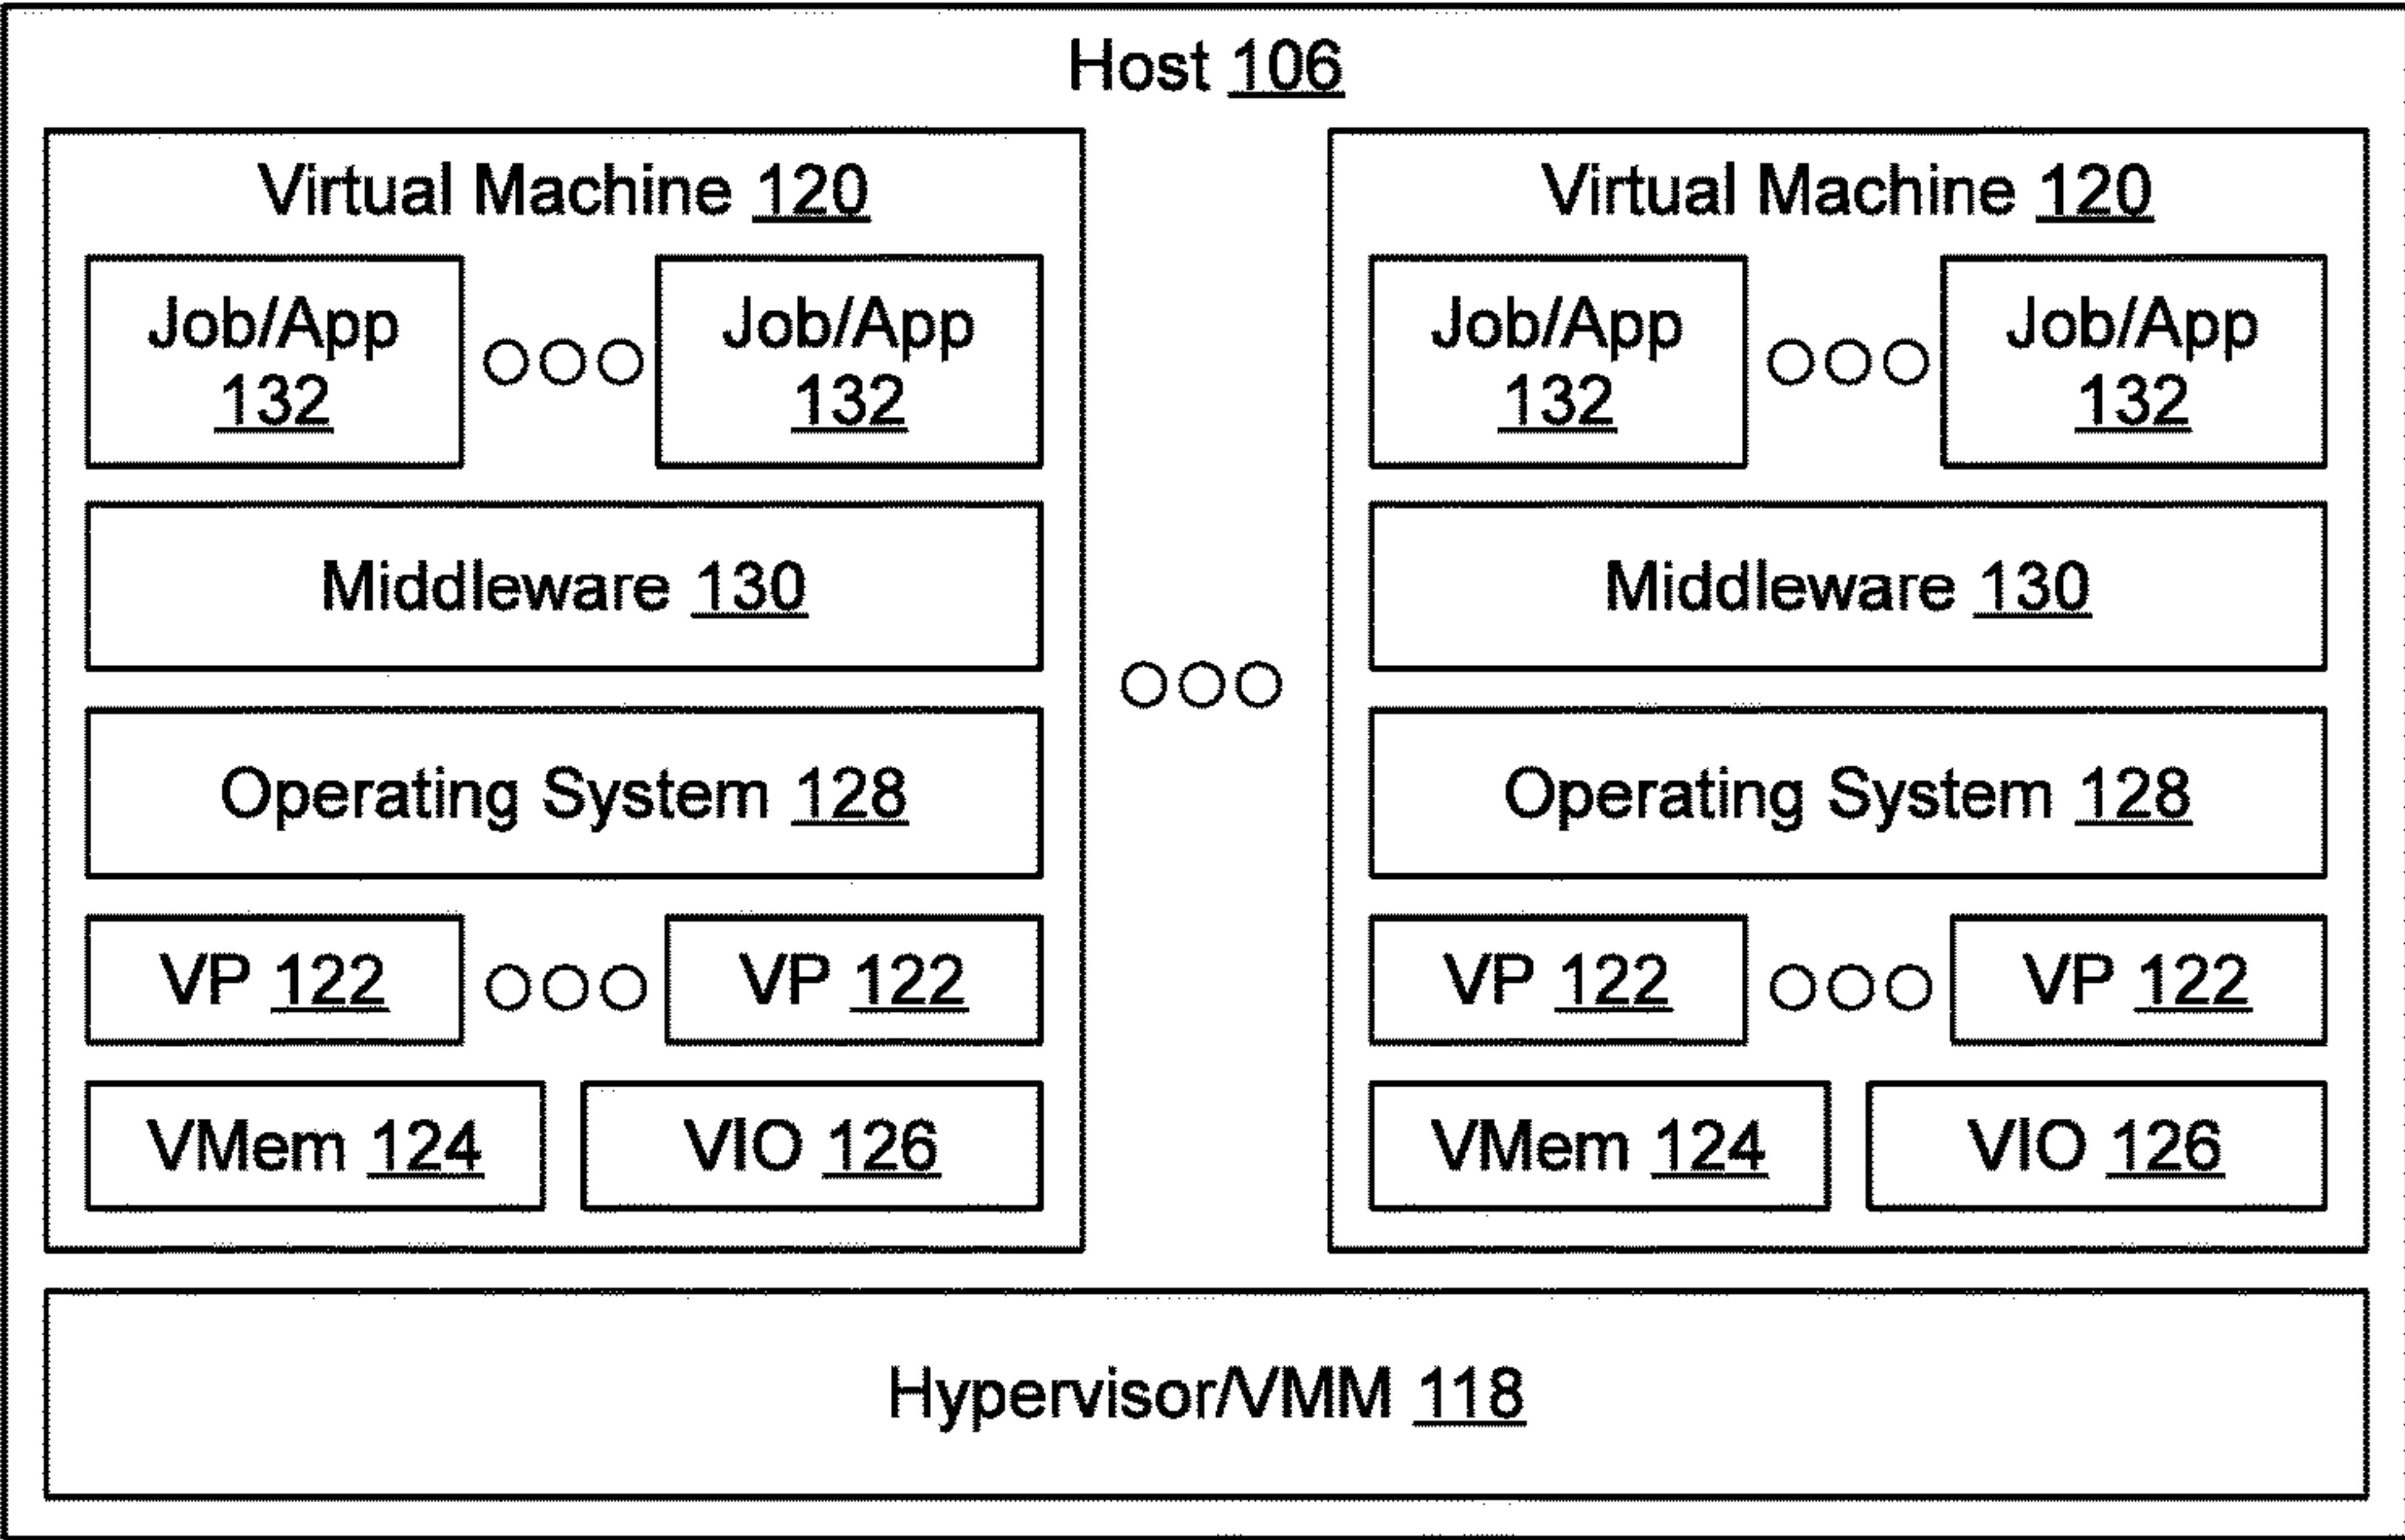 Host 106
Virtual Machine 120
Job/App
132
Job/App
132
Middleware 130
Operating System 128
VP 122
VP 122
VMem 124
VIO 126
Virtual Machine 120
Job/App
132
Job/App
132
Middleware 130
Operating System 128
VP 122
VP 122
VMem 124
VIO 126
Hypervisor/VMM 118